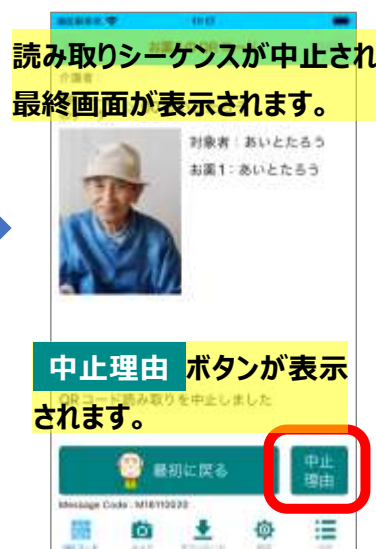 読み取りシーケンスが中止され
最終画面が表示されます。
介護者：
対象者：あいとたろう
お薬1：あいとたろう
中止理由 ボタンが表示
QRコード読み取りを中止しました
されます。
最初に戻る
中止
理由